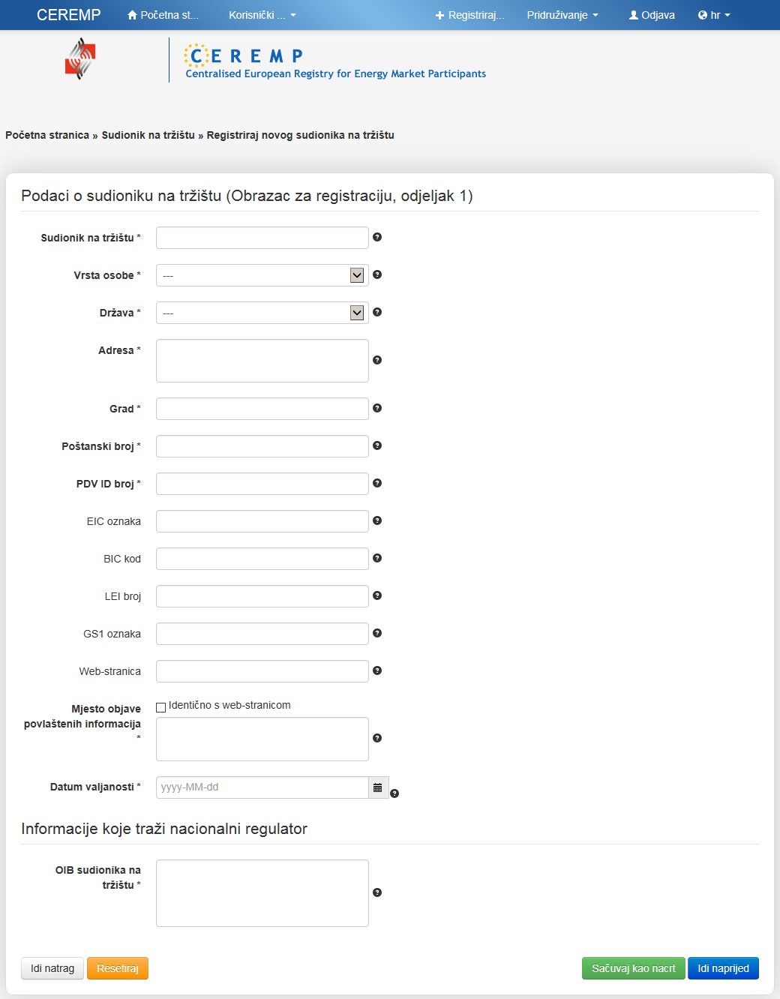 CEREMP Početna st... Korisnički ... Registriraj... Pridruživanje Odjava hr
CEREMP
Centralised European Registry for Energy Market Participants
Početna stranica » Sudionik na tržištu » Registriraj novog sudionika na tržištu
Podaci o sudioniku na tržištu (Obrazac za registraciju, odjeljak 1)
Sudionik na tržištu *
Vrsta osobe * ---
Država * ---
Adresa *
Grad *
Poštanski broj *
PDV ID broj *
EIC oznaka
BIC kod
LEI broj
GS1 oznaka
Web-stranica
Mjesto objave Identično s web-stranicom
povlaštenih informacija
*
Datum valjanosti * yyyy-MM-dd
Informacije koje traži nacionalni regulator
OIB sudionika na
tržištu *
Idi natrag Resetiraj Sačuvaj kao nacrt Idi naprijed